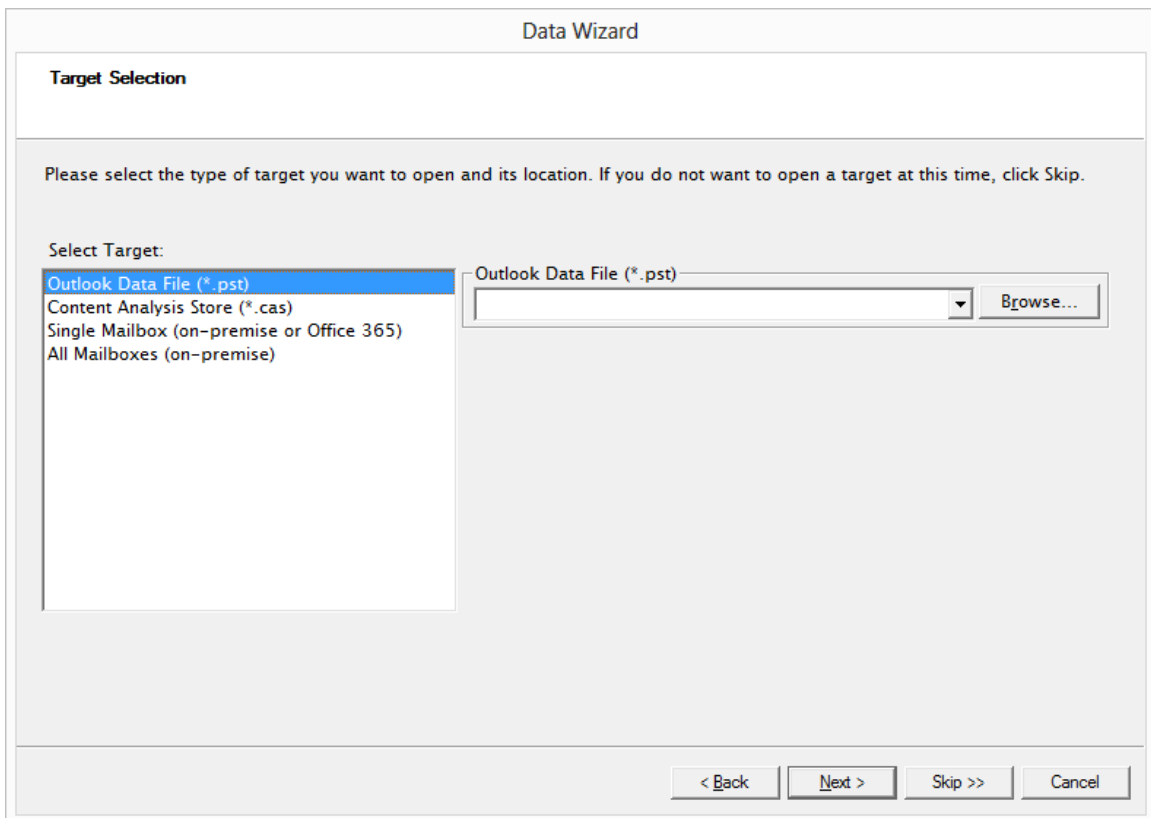 Data Wizard
Target Selection
Please select the type of target you want to open and its location. If you do not want to open a target at this time, click Skip.
Select Target:
Outlook Data File (*.pst)
Content Analysis Store (*.cas)
Single Mailbox (on-premise or Office 365)
All Mailboxes (on-premise)
Outlook Data File (*.pst)
Browse...
< Back Next > Skip >> Cancel